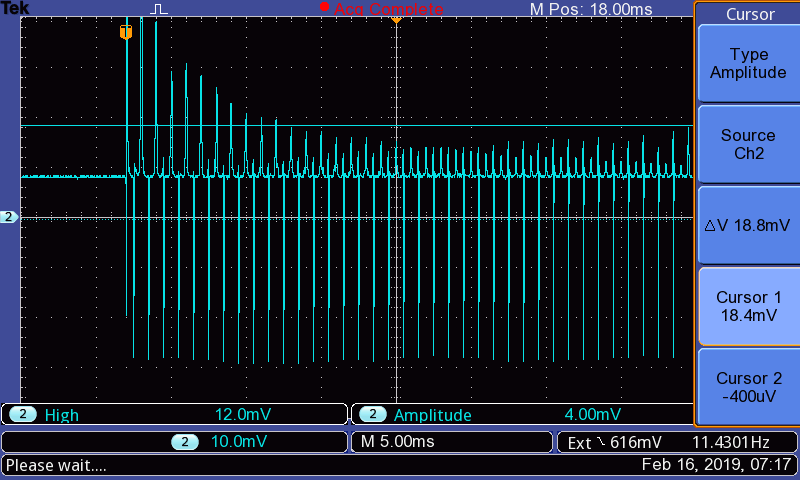 Tek
Acq Complete
M Pos: 18.00ms
Cursor
Type
Amplitude
Source
Ch2
△V 18.8mV
Cursor 1
18.4mV
Cursor 2
-400uV
2
2 High 12.0mV
2 Amplitude 4.00mV
2 10.0mV
M 5.00ms
Ext 616mV 11.4301Hz
Please wait....
Feb 16, 2019, 07:17